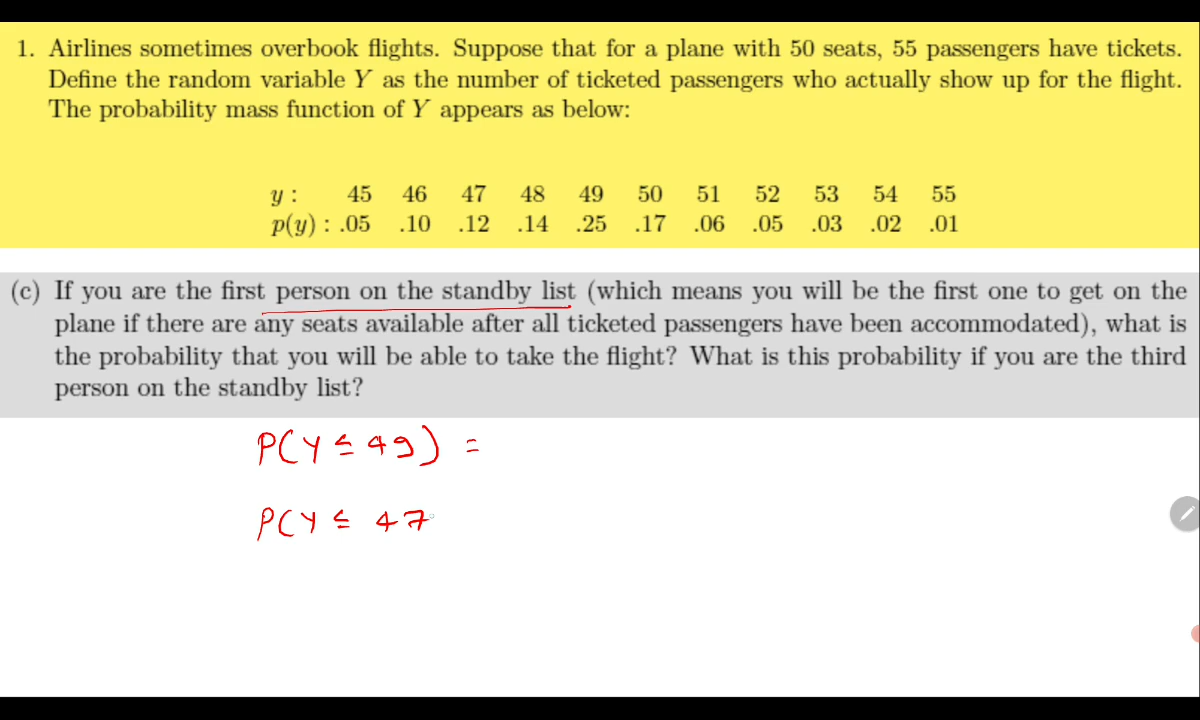 1. Airlines sometimes overbook flights. Suppose that for a plane with 50 seats, 55 passengers have tickets.
Define the random variable Y as the number of ticketed passengers who actually show up for the flight.
The probability mass function of Y appears as below:
y : 45 46 47 48 49 50 51 52 53 54 55
p(y) : .05 .10 .12 .14 .25 .17 .06 .05 .03 .02 .01
(c) If you are the first person on the standby list (which means you will be the first one to get on the
plane if there are any seats available after all ticketed passengers have been accommodated), what is
the probability that you will be able to take the flight? What is this probability if you are the third
person on the standby list?
P(Y ≤ 49) =
P(Y ≤ 47